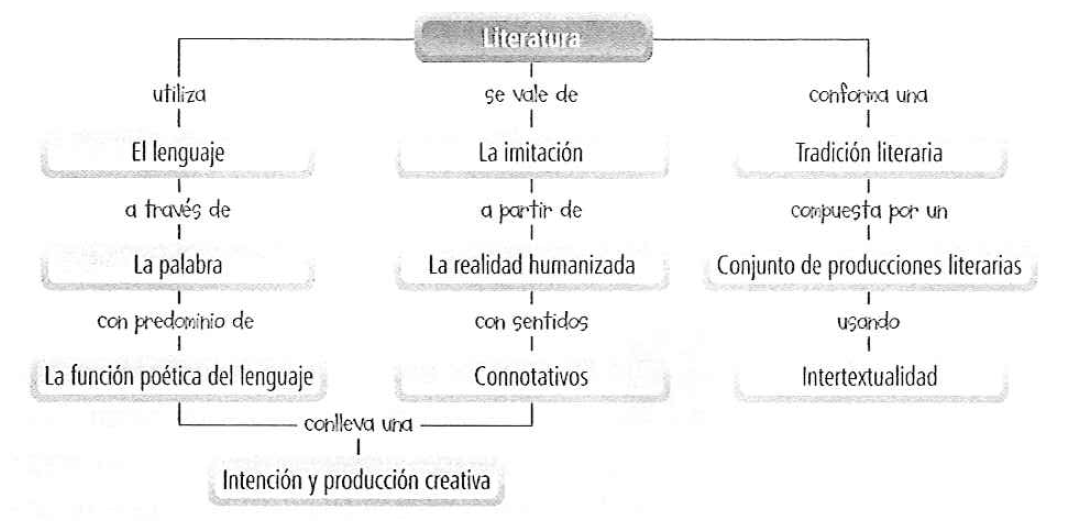 Literatura
utiliza
se vale de
conforma una
El lenguaje
La imitación
Tradición literaria
a través de
a partir de
compuesta por un
La palabra
La realidad humanizada
Conjunto de producciones literarias
con predominio de
con sentidos
usando
La función poética del lenguaje
Connotativos
Intertextualidad
conlleva una
Intención y producción creativa